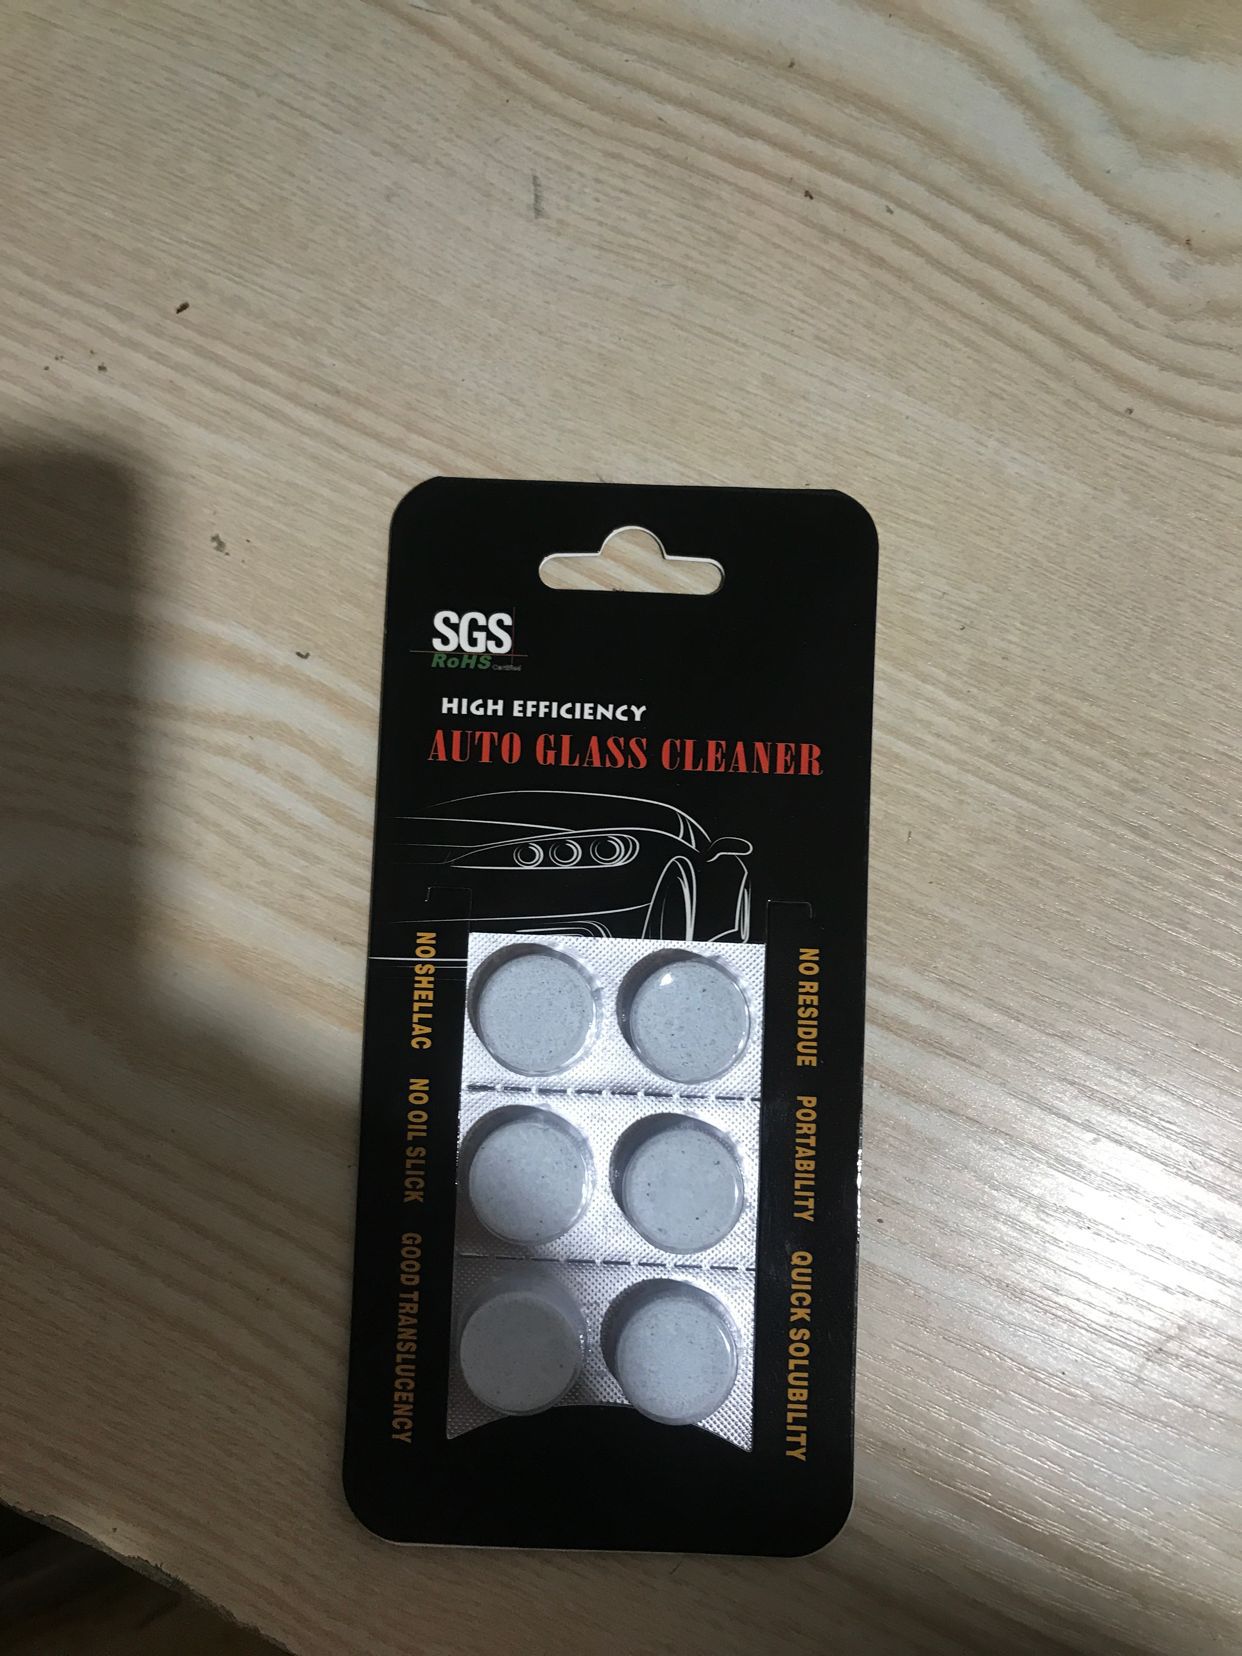 SGS
RoHS Certified
HIGH EFFICIENCY
AUTO GLASS CLEANER
NO SHELLAC NO OIL SLICK GOOD TRANSLUCENCY
NO RESIDUE PORTABILITY QUICK SOLUBILITY